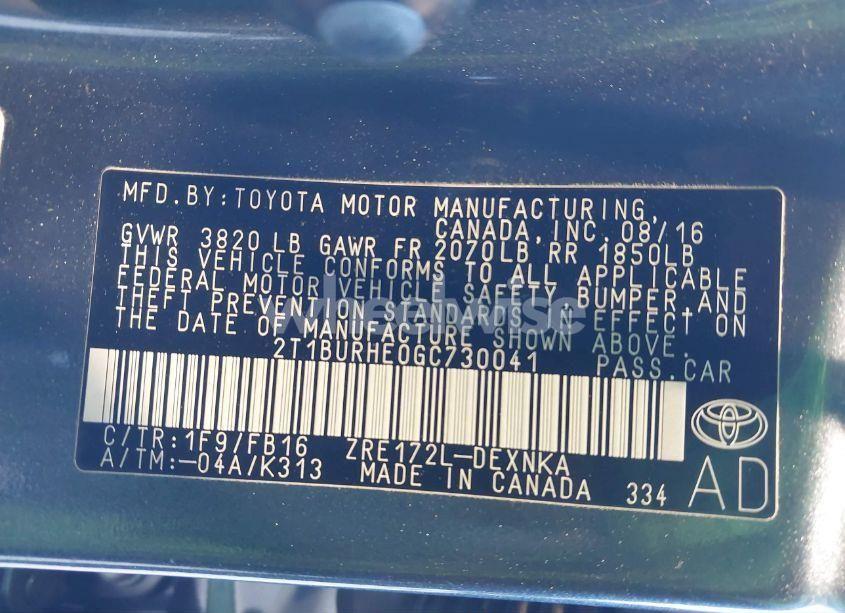 MFD.BY:TOYOTA MOTOR MANUFACTURING,
CANADA, INC. 08/16
GVWR 3820 LB GAWR FR 2070LB RR 1850LB
THIS VEHICLE CONFORMS TO ALL APPLICABLE
FEDERAL MOTOR VEHICLE SAFETY BUMPER, AND
THEFT PREVENTION STANDARDS IN EFFECT ON
THE DATE OF MANUFACTURE SHOWN ABOVE.
2T1BURHE0GC730041 PASS.CAR
C/TR:1F9/FB16 ZRE172L-DEXNKA
A/TM:-04A/K313 MADE IN CANADA 334 AD